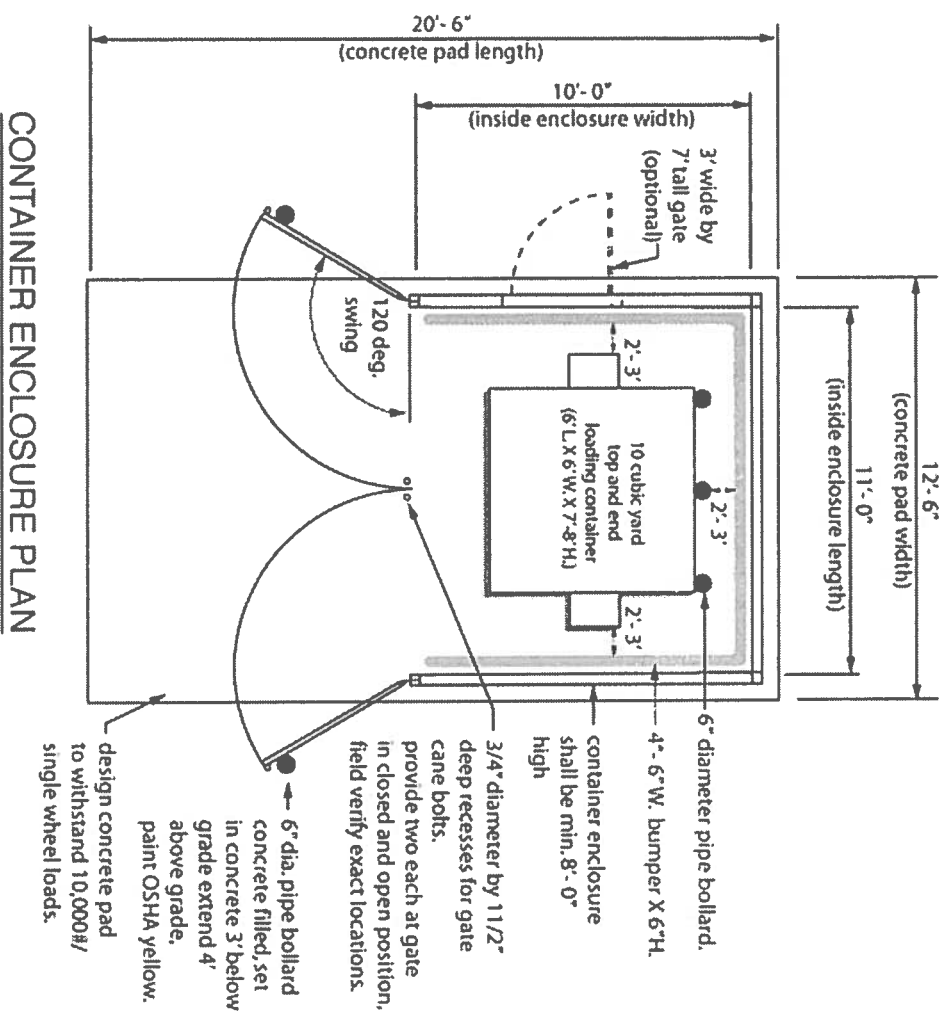 20'- 6"
(concrete pad length)
10'- 0"
(inside enclosure width)
3' wide by
7' tall gate
(optional)
12'- 6"
(concrete pad width)
11'- 0"
(inside enclosure length)
120 deg.
swing
2'- 3'
2'- 3'
2'- 3'
10 cubic yard
top and end
loading container
(6'L. X 6'W. X 7'-8'H.)
6" diameter pipe bollard.
4"- 6"W. bumper X 6"H.
container enclosure
shall be min. 8'- 0"
high
3/4" diameter by 11/2"
deep recesses for gate
cane bolts.
provide two each at gate
in closed and open position,
field verify exact locations.
6" dia. pipe bollard
concrete filled, set
in concrete 3' below
grade extend 4'
above grade,
paint OSHA yellow.
design concrete pad
to withstand 10,000#/
single wheel loads.
CONTAINER ENCLOSURE PLAN